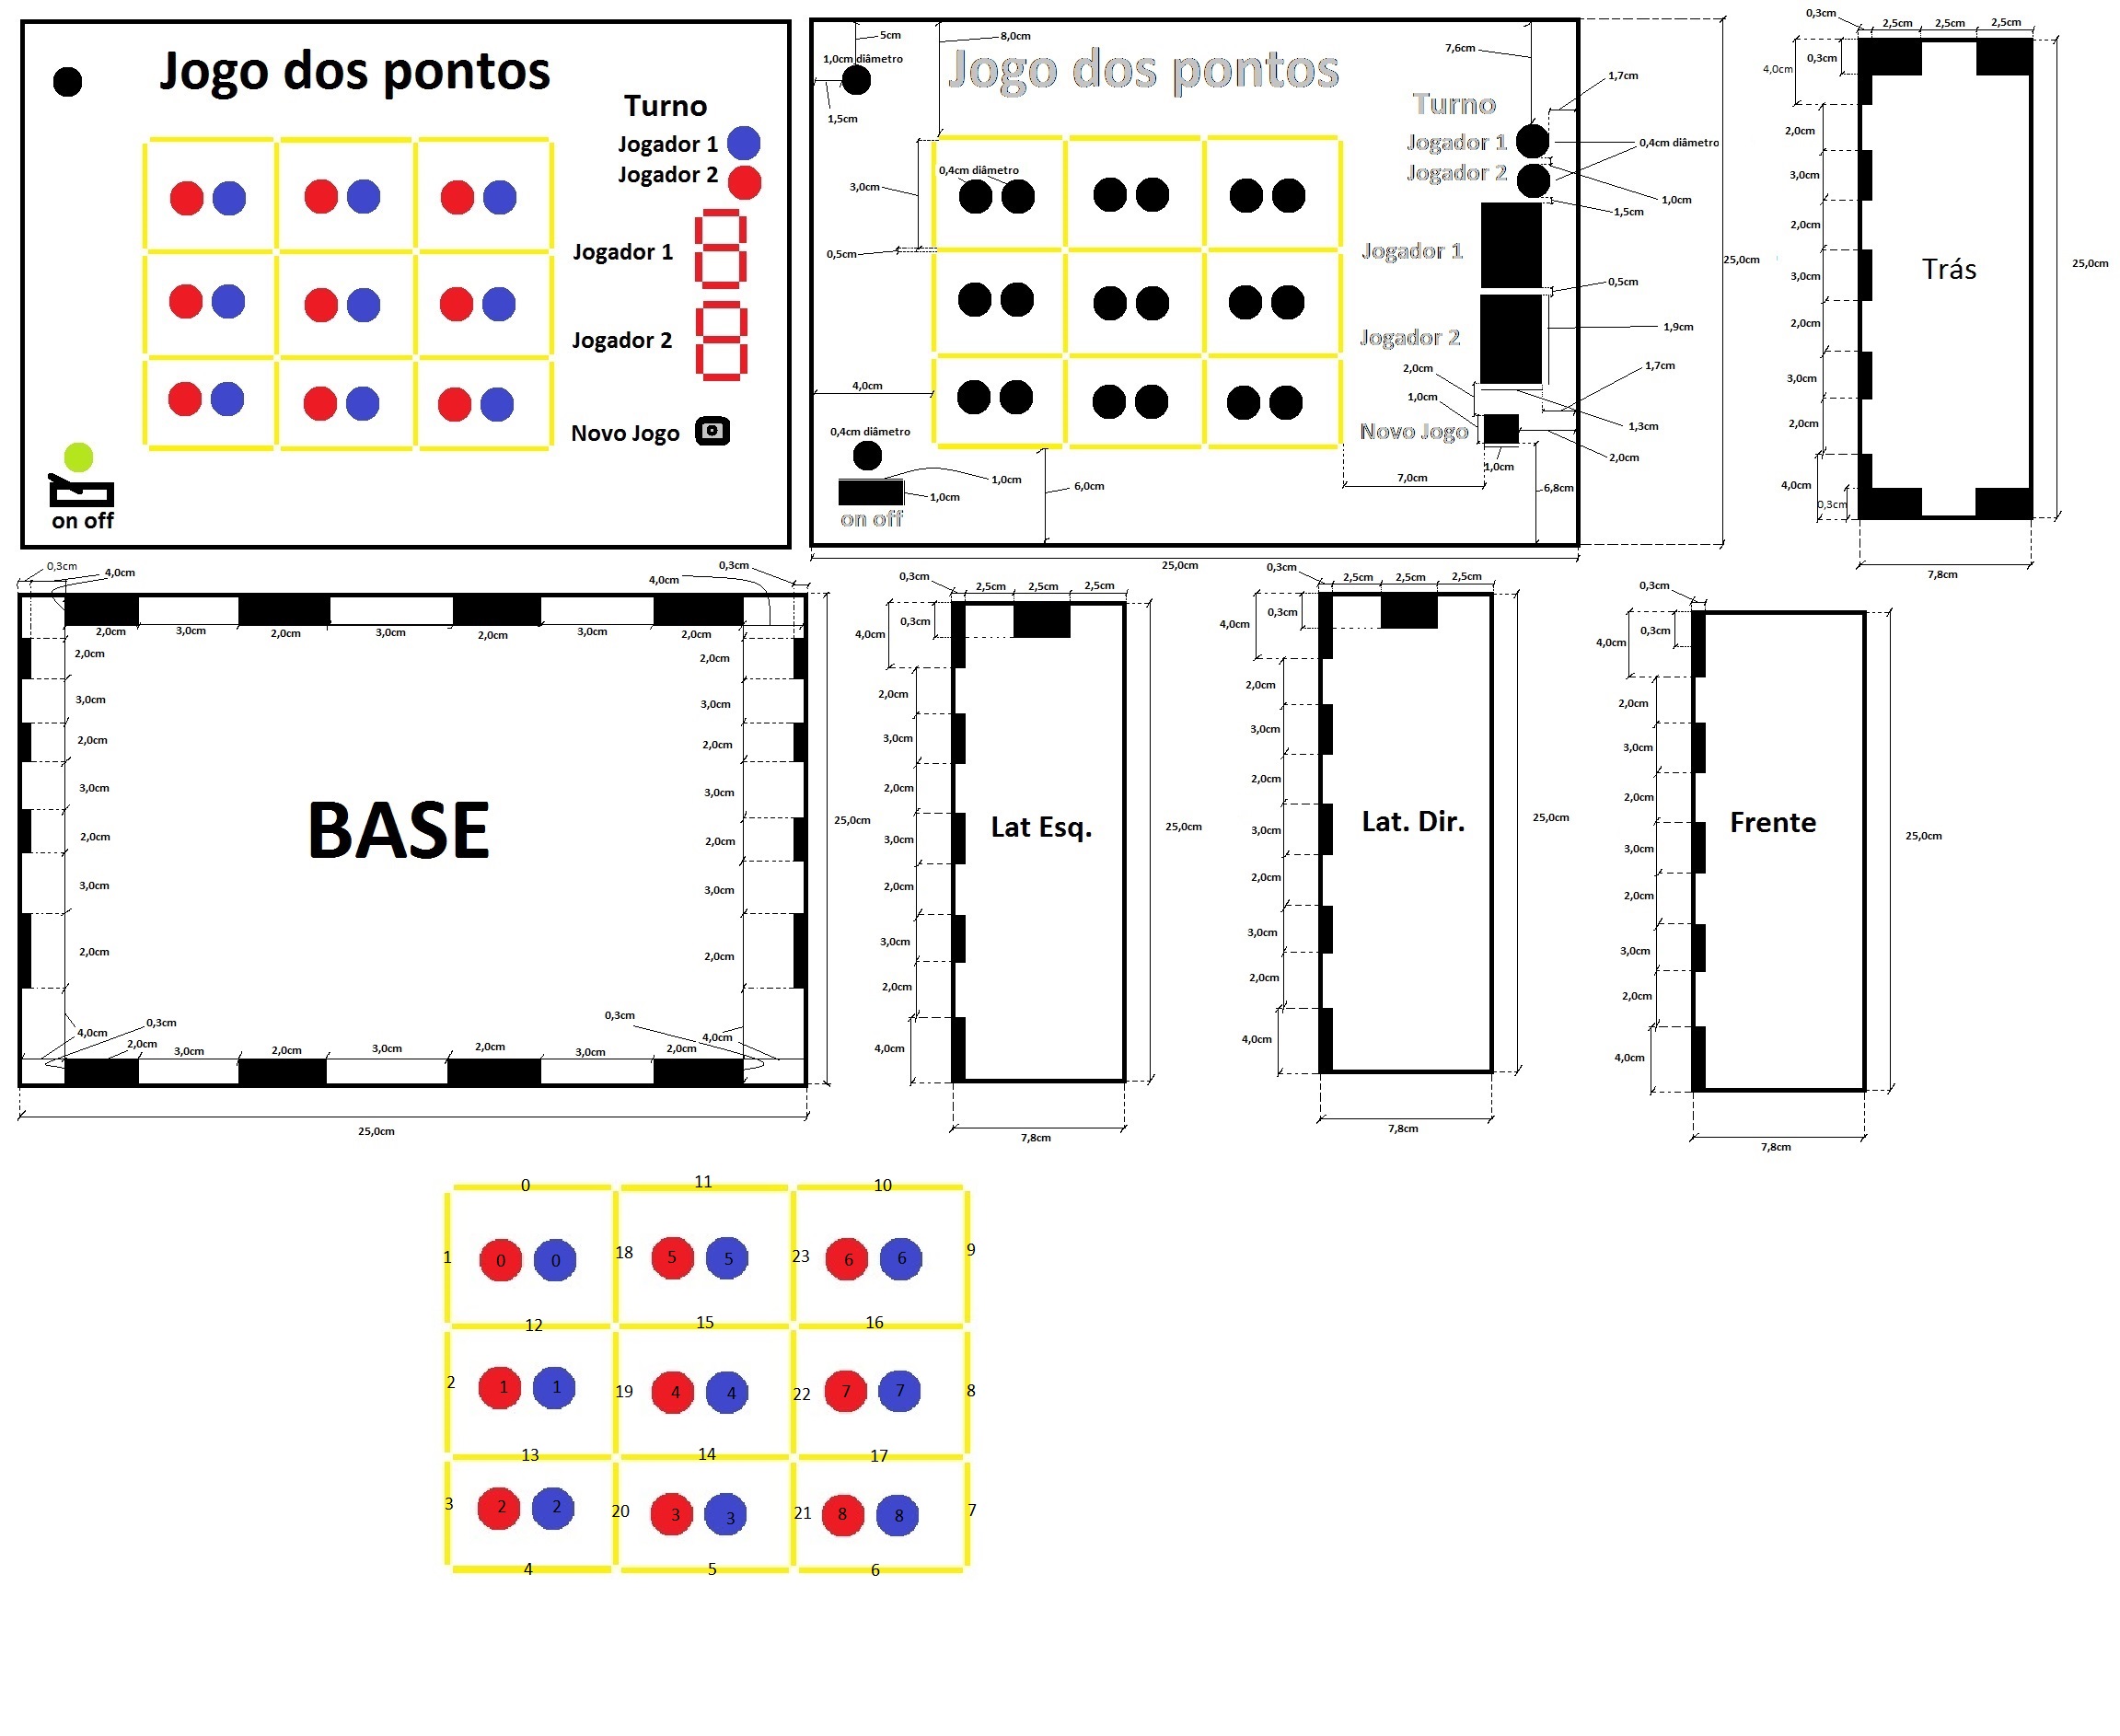 Jogo dos pontos
Turno
Jogador 1
Jogador 2
Jogador 1
Jogador 2
Novo Jogo
on off
5cm
8,0cm
7,6cm
1,0cm diâmetro
Jogo dos pontos
1,7cm
1,5cm
Turno
Jogador 1
0,4cm diâmetro
Jogador 2
0,4cm diâmetro
3,0cm
1,0cm
1,5cm
Jogador 1
0,5cm
25,0cm
0,5cm
1,9cm
Jogador 2
2,0cm
1,7cm
4,0cm
1,0cm
1,3cm
0,4cm diâmetro
Novo Jogo
2,0cm
1,0cm
1,0cm
7,0cm
6,0cm
6,8cm
1,0cm
on off
25,0cm
0,3cm
2,5cm
2,5cm
2,5cm
0,3cm
4,0cm
2,0cm
3,0cm
2,0cm
3,0cm
Trás
25,0cm
2,0cm
3,0cm
2,0cm
4,0cm
0,3cm
7,8cm
0,3cm
4,0cm
4,0cm
0,3cm
2,0cm
3,0cm
2,0cm
3,0cm
2,0cm
3,0cm
2,0cm
2,0cm
2,0cm
3,0cm
3,0cm
2,0cm
2,0cm
3,0cm
3,0cm
BASE
25,0cm
2,0cm
2,0cm
3,0cm
3,0cm
2,0cm
2,0cm
4,0cm
0,3cm
0,3cm
4,0cm
2,0cm
3,0cm
2,0cm
3,0cm
2,0cm
3,0cm
2,0cm
25,0cm
0,3cm
2,5cm
2,5cm
2,5cm
0,3cm
4,0cm
2,0cm
3,0cm
2,0cm
Lat Esq.
25,0cm
3,0cm
2,0cm
3,0cm
2,0cm
4,0cm
7,8cm
0,3cm
2,5cm
2,5cm
2,5cm
0,3cm
4,0cm
2,0cm
3,0cm
2,0cm
Lat. Dir.
25,0cm
3,0cm
2,0cm
3,0cm
2,0cm
4,0cm
7,8cm
0,3cm
0,3cm
4,0cm
2,0cm
3,0cm
2,0cm
Frente
25,0cm
3,0cm
2,0cm
3,0cm
2,0cm
4,0cm
7,8cm
0 11 10
1 0 0 18 5 5 23 6 6 9
12 15 16
2 1 1 19 4 4 22 7 7 8
13 14 17
3 2 2 20 3 3 21 8 8 7
4 5 6